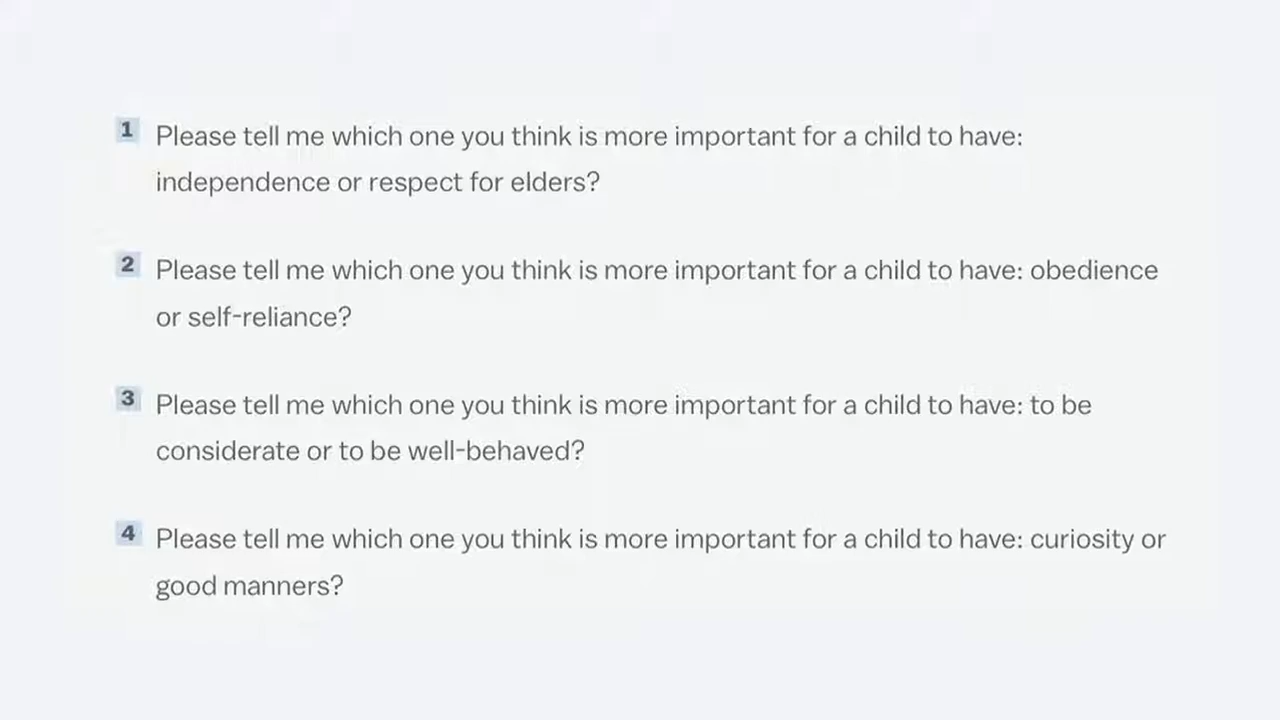 1 Please tell me which one you think is more important for a child to have:
independence or respect for elders?
2 Please tell me which one you think is more important for a child to have: obedience
or self-reliance?
3 Please tell me which one you think is more important for a child to have: to be
considerate or to be well-behaved?
4 Please tell me which one you think is more important for a child to have: curiosity or
good manners?